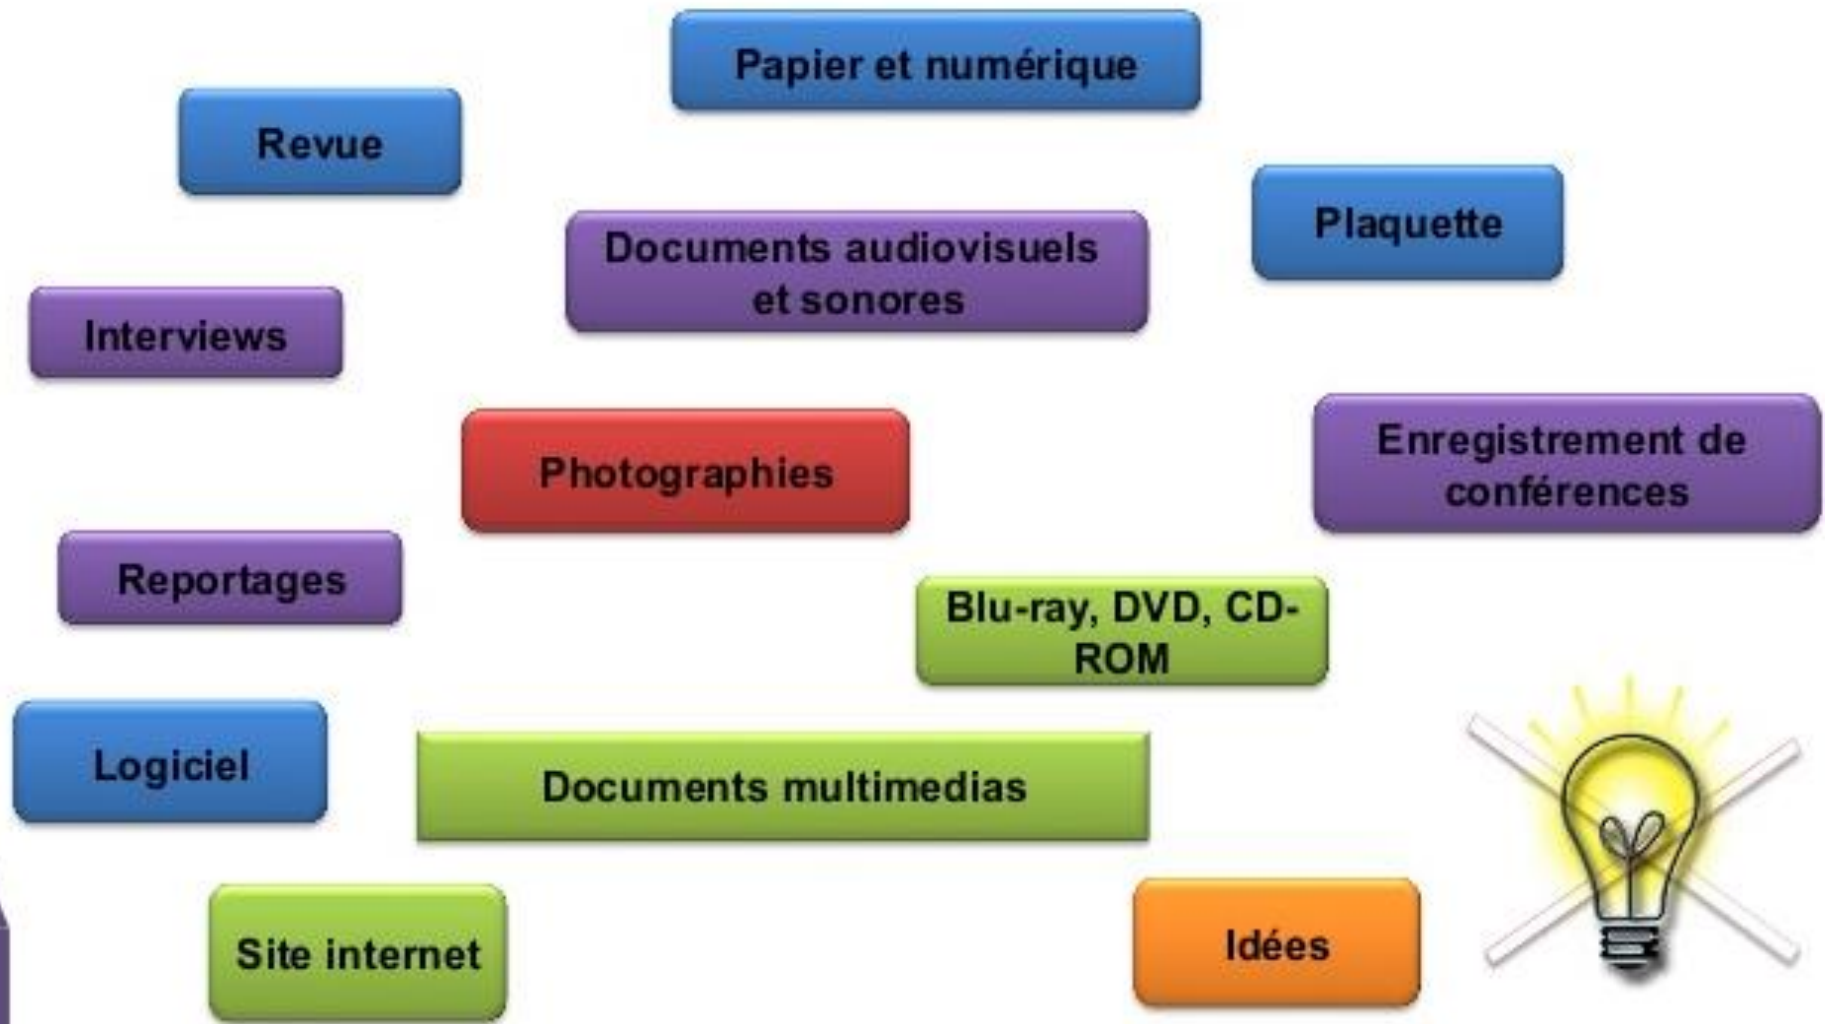 Papier et numérique
Revue
Plaquette
Documents audiovisuels
et sonores
Interviews
Enregistrement de
conférences
Photographies
Reportages
Blu-ray, DVD, CD-
ROM
Logiciel
Documents multimedias
Site internet
Idées